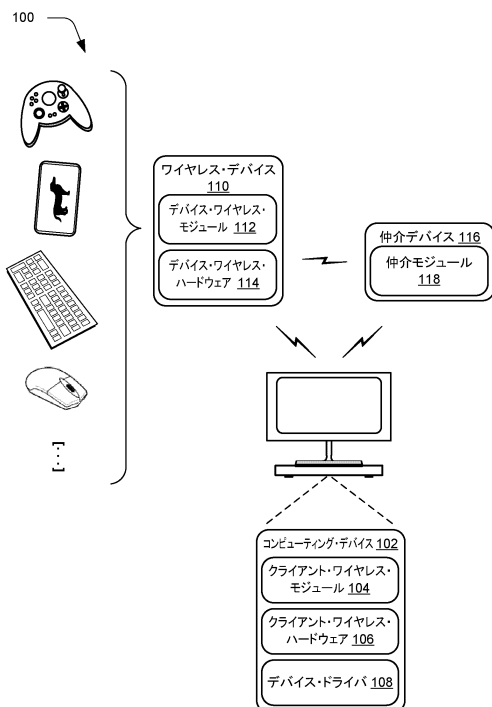 100
ワイヤレス・デバイス
110
デバイス・ワイヤレス・
モジュール 112
デバイス・ワイヤレス・
ハードウェア 114
仲介デバイス 116
仲介モジュール
118
[...]
コンピューティング・デバイス 102
クライアント・ワイヤレス・
モジュール 104
クライアント・ワイヤレス・
ハードウェア 106
デバイス・ドライバ 108